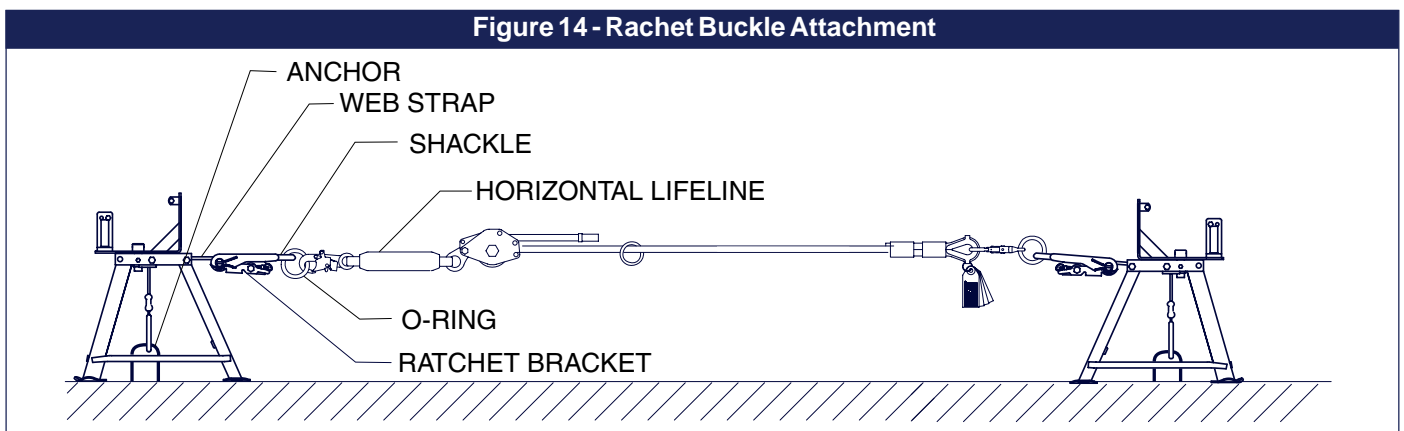 Figure 14 - Rachet Buckle Attachment
ANCHOR
WEB STRAP
SHACKLE
HORIZONTAL LIFELINE
O-RING
RATCHET BRACKET